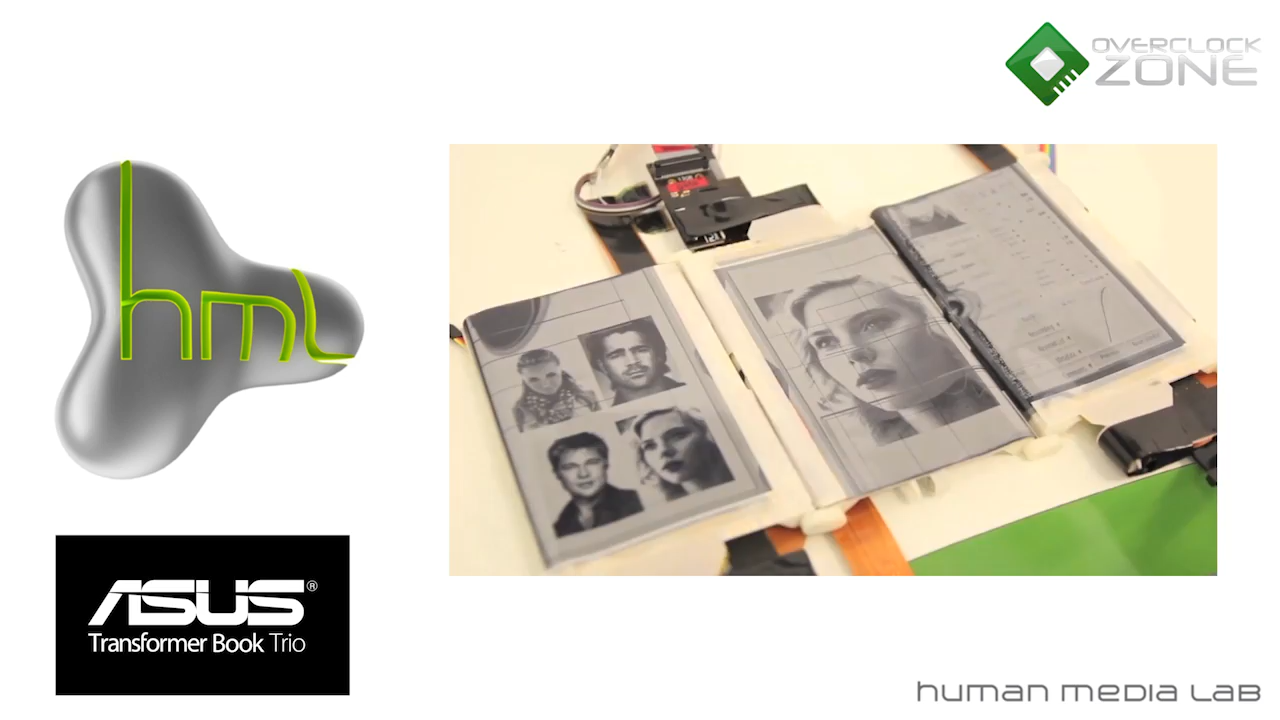 OVERCLOCK
ZONE
hml
ASUS®
Transformer Book Trio
HUMAN MEDIA LAB